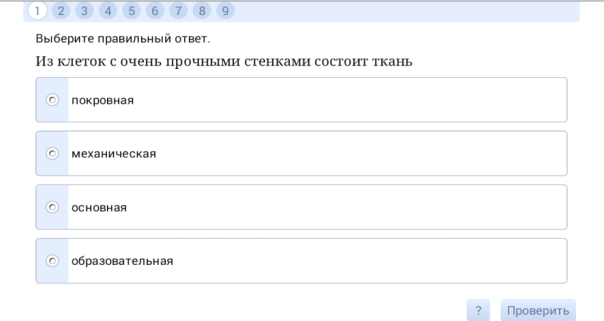 1 2 3 4 5 6 7 8 9
Выберите правильный ответ.
Из клеток с очень прочными стенками состоит ткань
покровная
механическая
основная
образовательная
? Проверить